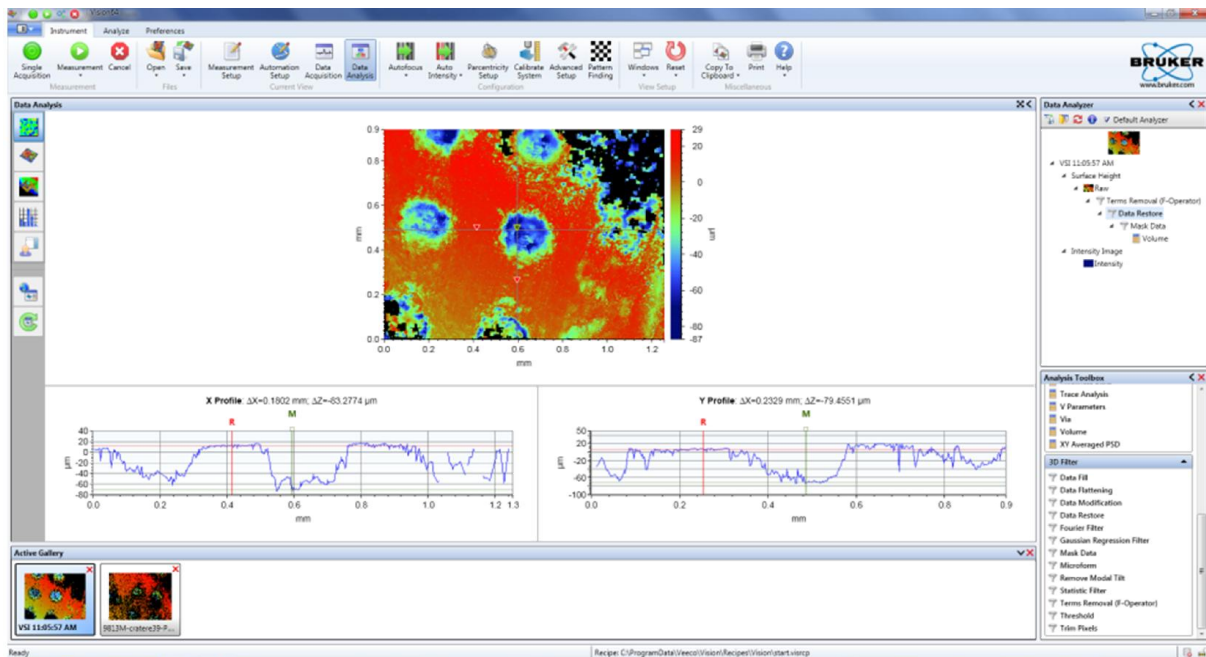 Vision64
Instrument Analyze Preferences
Single Acquisition Measurement Cancel Open Save Measurement Setup Automation Setup Data Acquisition Data Analysis Autofocus Auto Intensity Parcentricity Setup Calibrate System Advanced Setup Pattern Finding Windows Reset Copy To Clipboard Print Help
Measurement Files Current View Configuration View Setup Miscellaneous
BRUKER
www.bruker.com
Data Analysis
0.9
0.8
0.6
0.4
0.2
0.0
mm
0.0 0.2 0.4 0.6 0.8 1.0 1.2
mm
29
20
0
-20
-40
-60
-80
-87
µm
X Profile: ΔX=0.1802 mm; ΔZ=-83.2774 µm
R M
40
20
0
-20
-40
-60
-80
µm
0.0 0.2 0.4 0.6 0.8 1.0 1.2 1.3
mm
Y Profile: ΔX=0.2329 mm; ΔZ=-79.4551 µm
R M
50
20
0
-20
-40
-60
-100
µm
0.0 0.2 0.4 0.6 0.8 0.9
mm
Data Analyzer
Default Analyzer
VSI 11:05:57 AM
Surface Height
Raw
Terms Removal (F-Operator)
Data Restore
Mask Data
Volume
Intensity Image
Intensity
Analysis Toolbox
Trace Analysis
V Parameters
Via
Volume
XY Averaged PSD
3D Filter
Data Fill
Data Flattening
Data Modification
Data Restore
Fourier Filter
Gaussian Regression Filter
Mask Data
Microform
Remove Modal Tilt
Statistic Filter
Terms Removal (F-Operator)
Threshold
Trim Pixels
Active Gallery
VSI 11:05:57 AM
9813M-cratere39-P...
Ready
Recipe: C:\ProgramData\Veeco\Vision\Recipes\Vision\start.visrcp